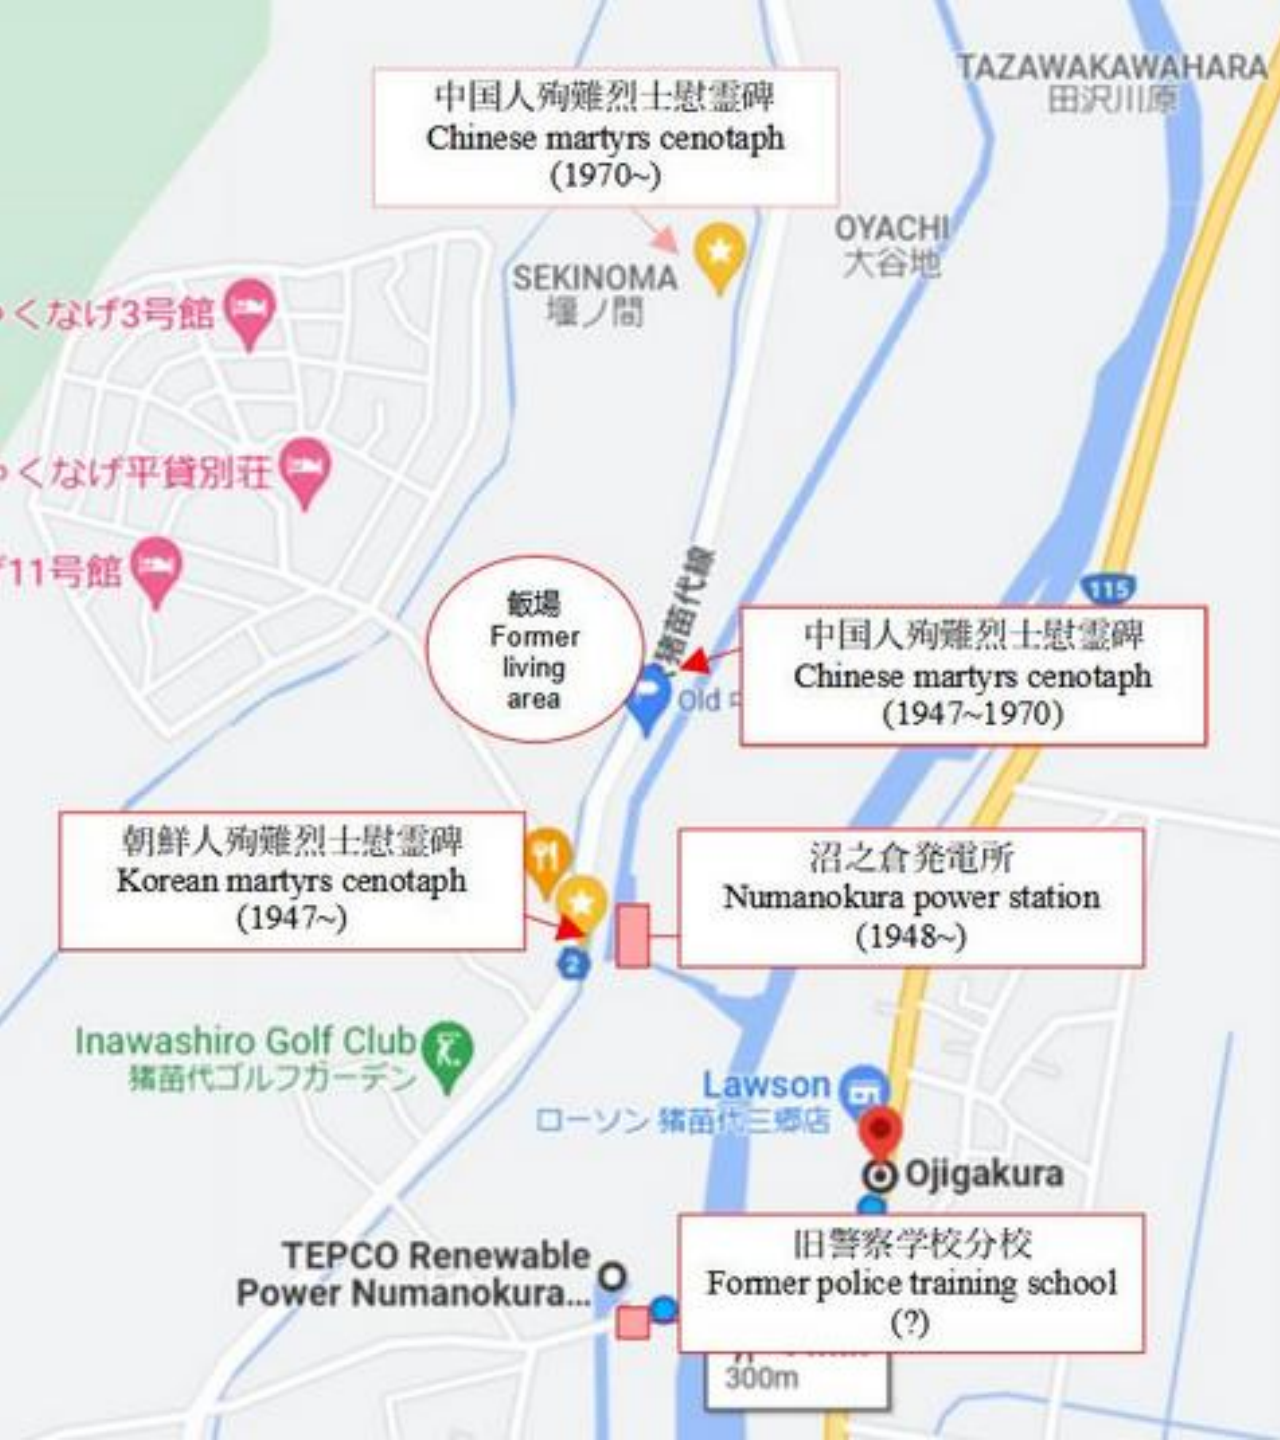 中国人殉難烈士慰霊碑
Chinese martyrs cenotaph
(1970~)
TAZAWAKAWAHARA
田沢川原
OYACHI
大谷地
SEKINOMA
堰ノ間
くなげ3号館
くなげ平貸別荘
11号館
猪苗代線
115
飯場
Former
living
area
中国人殉難烈士慰霊碑
Chinese martyrs cenotaph
(1947~1970)
old
朝鮮人殉難烈士慰霊碑
Korean martyrs cenotaph
(1947~)
沼之倉発電所
Numanokura power station
(1948~)
2
Inawashiro Golf Club
猪苗代ゴルフガーデン
Lawson
ローソン 猪苗代三郷店
Ojigakura
TEPCO Renewable
Power Numanokura...
旧警察学校分校
Former police training school
(?)
300m